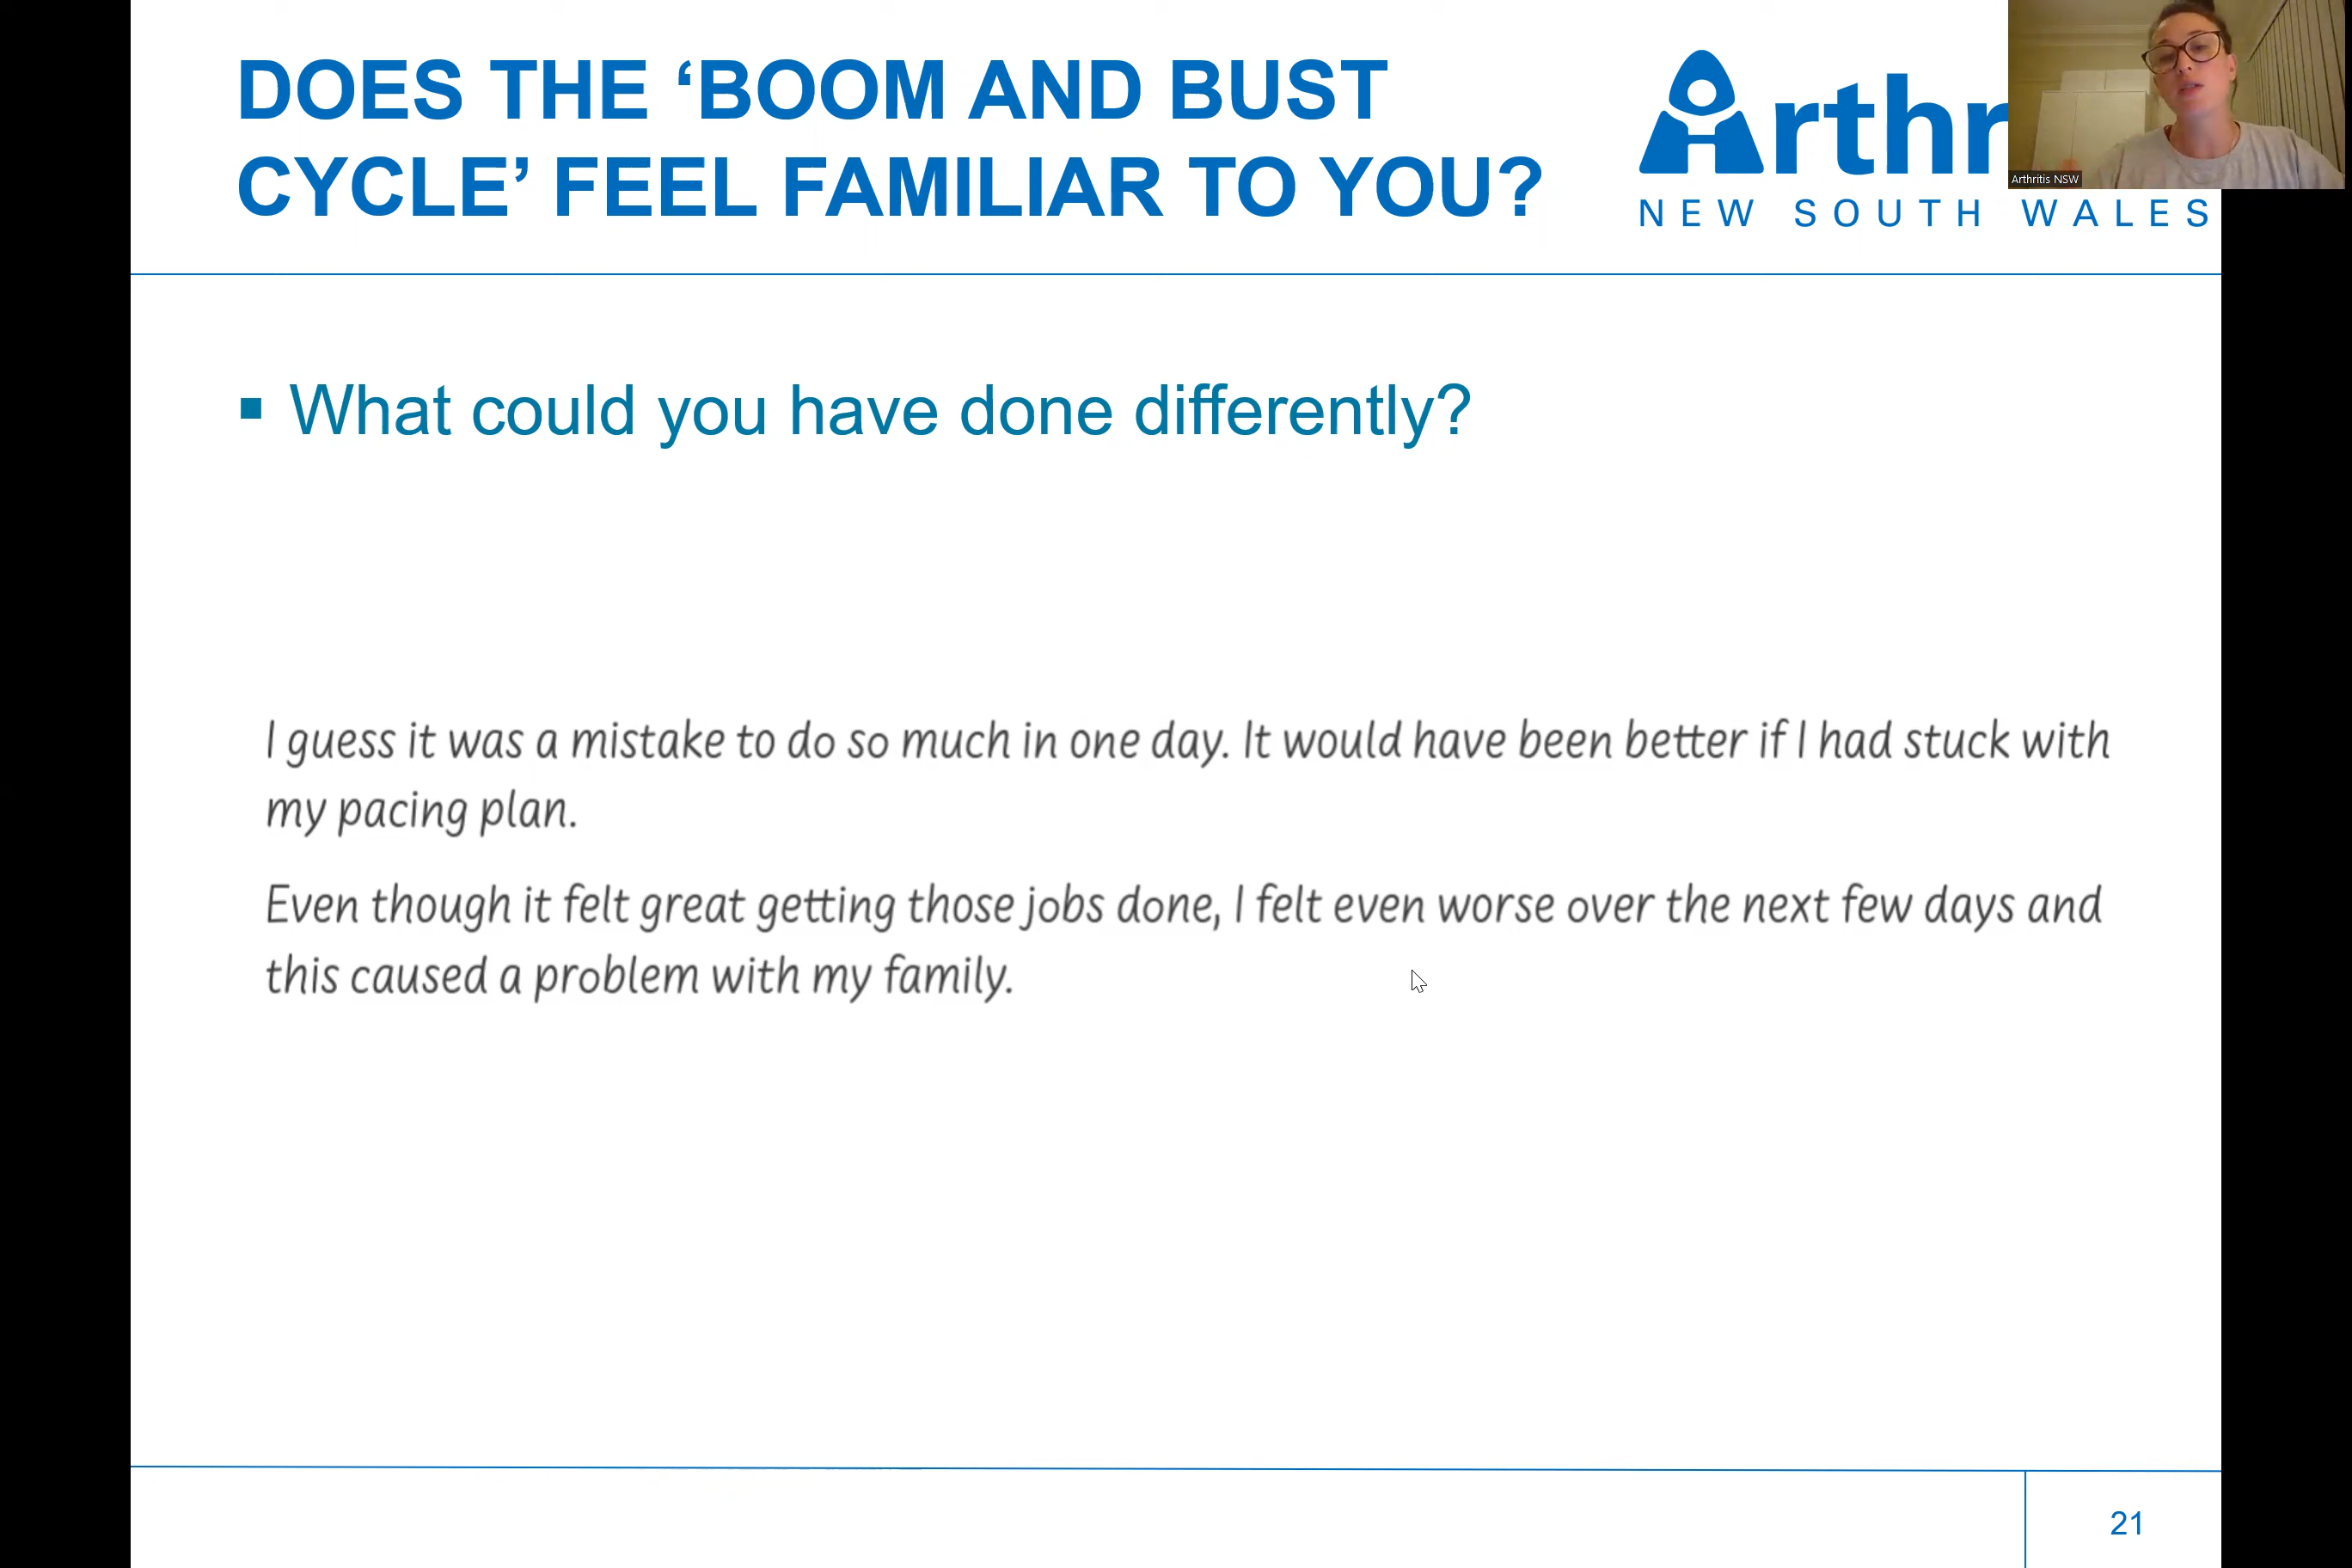 DOES THE ‘BOOM AND BUST
CYCLE’ FEEL FAMILIAR TO YOU?
Arthr
NEW SOUTH WALES
Arthritis NSW
▪ What could you have done differently?
I guess it was a mistake to do so much in one day. It would have been better if I had stuck with
my pacing plan.
Even though it felt great getting those jobs done, I felt even worse over the next few days and
this caused a problem with my family.
21